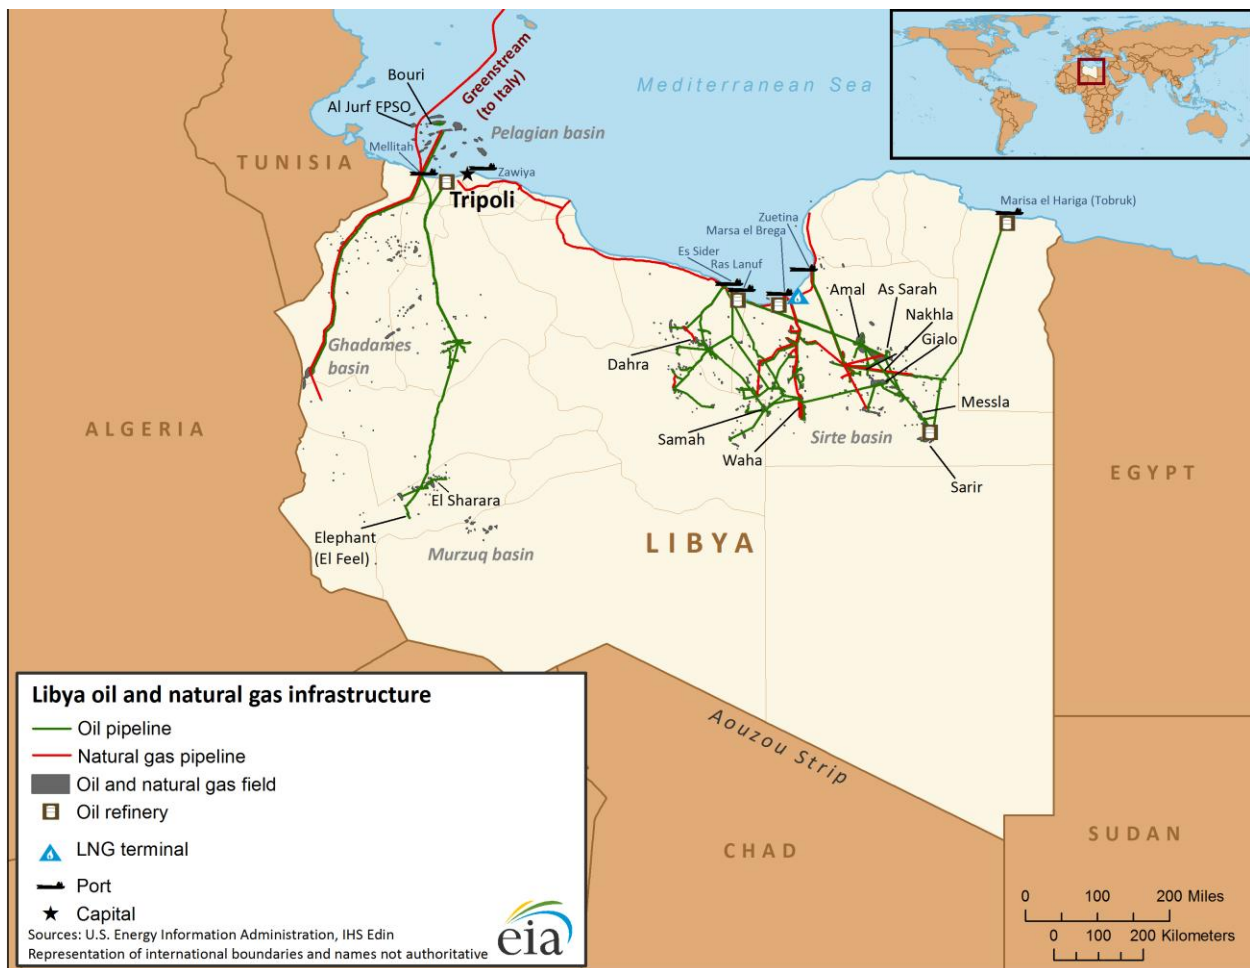 Bouri
Al Jurf FPSO
Greenstream
(to Italy)
Mediterranean Sea
Pelagian basin
TUNISIA
Mellitah
Zawiya
Tripoli
Marisa el Hariga (Tobruk)
Zuetina
Marsa el Brega
Es Sider
Ras Lanuf
Amal
As Sarah
Nakhla
Gialo
Ghadames
basin
Dahra
Messla
ALGERIA
Samah
Waha
Sirte basin
EGYPT
Sarir
El Sharara
Elephant
(El Feel)
Murzuq basin
LIBYA
Aouzou Strip
CHAD
SUDAN
Libya oil and natural gas infrastructure
Oil pipeline
Natural gas pipeline
Oil and natural gas field
Oil refinery
LNG terminal
Port
Capital
Sources: U.S. Energy Information Administration, IHS Edin
Representation of international boundaries and names not authoritative
eia
0 100 200 Miles
0 100 200 Kilometers